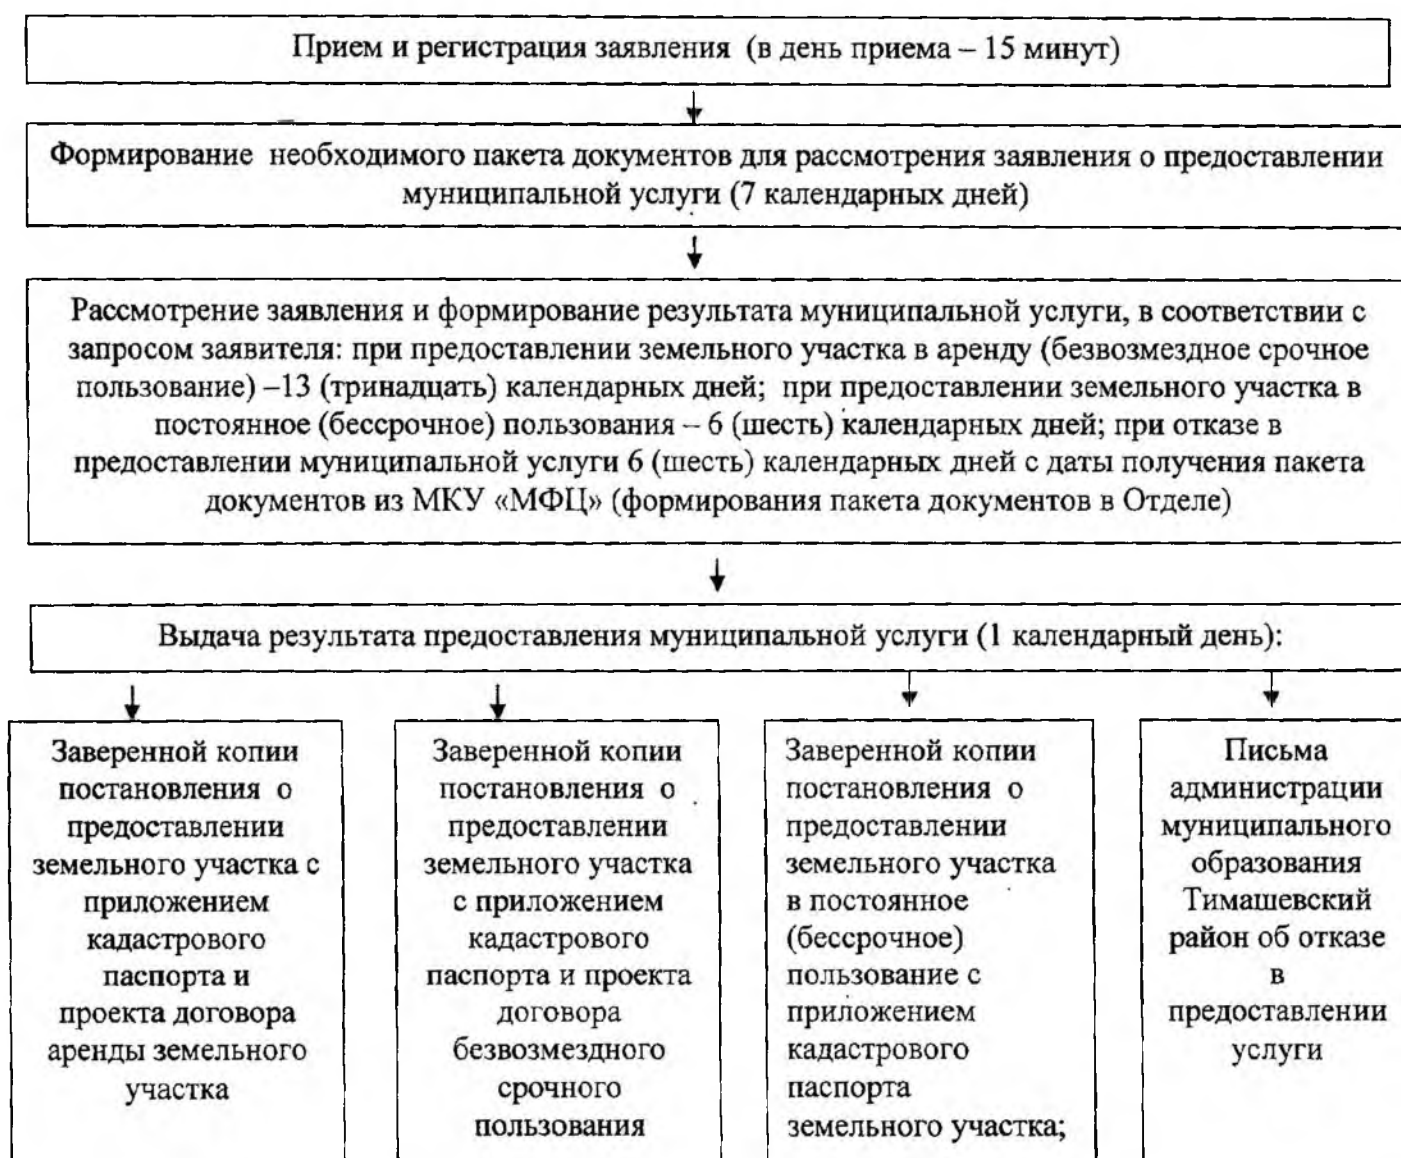 Прием и регистрация заявления (в день приема – 15 минут)
Формирование необходимого пакета документов для рассмотрения заявления о предоставлении
муниципальной услуги (7 календарных дней)
Рассмотрение заявления и формирование результата муниципальной услуги, в соответствии с
запросом заявителя: при предоставлении земельного участка в аренду (безвозмездное срочное
пользование) –13 (тринадцать) календарных дней; при предоставлении земельного участка в
постоянное (бессрочное) пользования – 6 (шесть) календарных дней; при отказе в
предоставлении муниципальной услуги 6 (шесть) календарных дней с даты получения пакета
документов из МКУ «МФЦ» (формирования пакета документов в Отделе)
Выдача результата предоставления муниципальной услуги (1 календарный день):
Заверенной копии
постановления о
предоставлении
земельного участка с
приложением
кадастрового
паспорта и
проекта договора
аренды земельного
участка
Заверенной копии
постановления о
предоставлении
земельного участка
с приложением
кадастрового
паспорта и проекта
договора
безвозмездного
срочного
пользования
Заверенной копии
постановления о
предоставлении
земельного участка
в постоянное
(бессрочное)
пользование с
приложением
кадастрового
паспорта
земельного участка;
Письма
администрации
муниципального
образования
Тимашевский
район об отказе
в
предоставлении
услуги